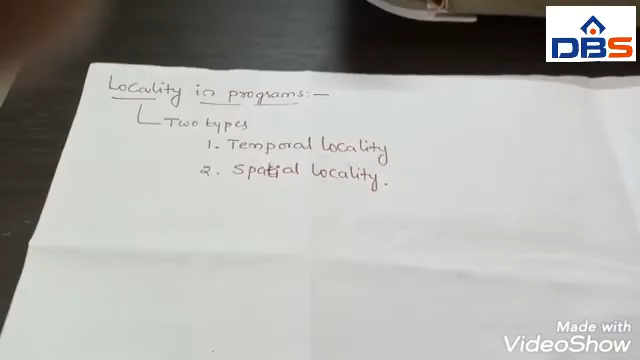 DBS
Locality in programs:-
Two types
1. Temporal locality
2. Spatial locality.
Made with
VideoShow